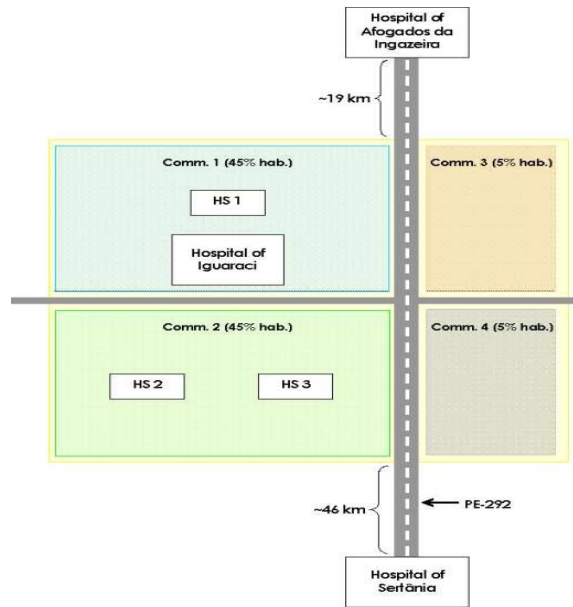 Hospital of
Afogados da
Ingazeira
~19 km
Comm. 1 (45% hab.)
Comm. 3 (5% hab.)
HS 1
Hospital of
Iguaraci
Comm. 2 (45% hab.)
Comm. 4 (5% hab.)
HS 2
HS 3
~46 km
PE-292
Hospital of
Sertânia